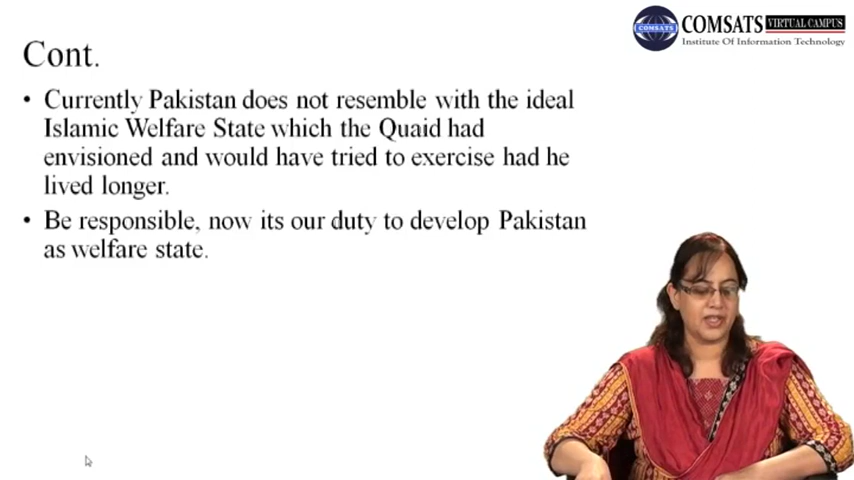 COMSATS VIRTUAL CAMPUS
COMSATS
Institute Of Information Technology
Cont.
• Currently Pakistan does not resemble with the ideal
Islamic Welfare State which the Quaid had
envisioned and would have tried to exercise had he
lived longer.
• Be responsible, now its our duty to develop Pakistan
as welfare state.